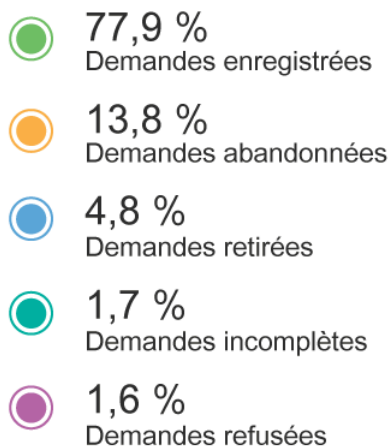 77,9 %
Demandes enregistrées
13,8 %
Demandes abandonnées
4,8 %
Demandes retirées
1,7 %
Demandes incomplètes
1,6 %
Demandes refusées